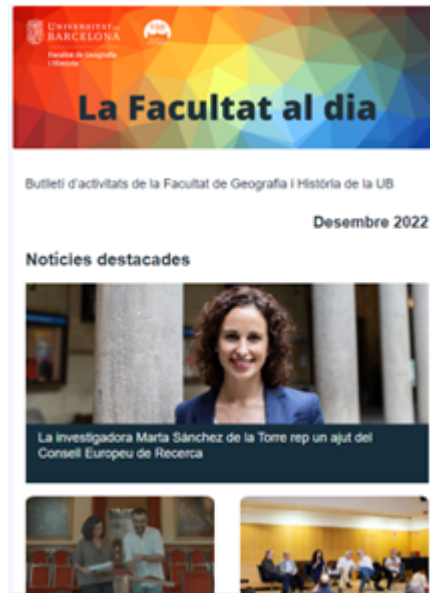 UNIVERSITAT DE
BARCELONA
Facultat de Geografia
i Història
La Facultat al dia
Butlletí d'activitats de la Facultat de Geografia i Història de la UB
Desembre 2022
Notícies destacades
La investigadora Marta Sánchez de la Torre rep un ajut del
Consell Europeu de Recerca